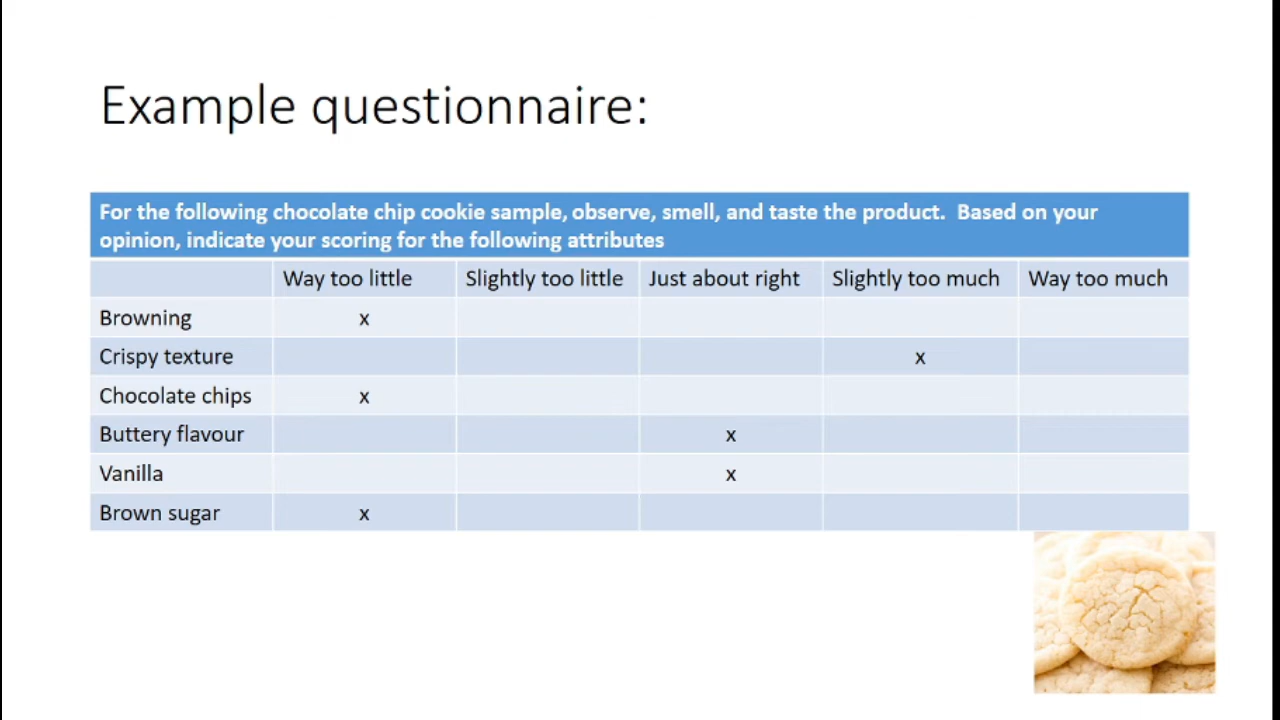 Example questionnaire:
For the following chocolate chip cookie sample, observe, smell, and taste the product.  Based on your
opinion, indicate your scoring for the following attributes
Way too little Slightly too little Just about right Slightly too much Way too much
Browning x
Crispy texture x
Chocolate chips x
Buttery flavour x
Vanilla x
Brown sugar x